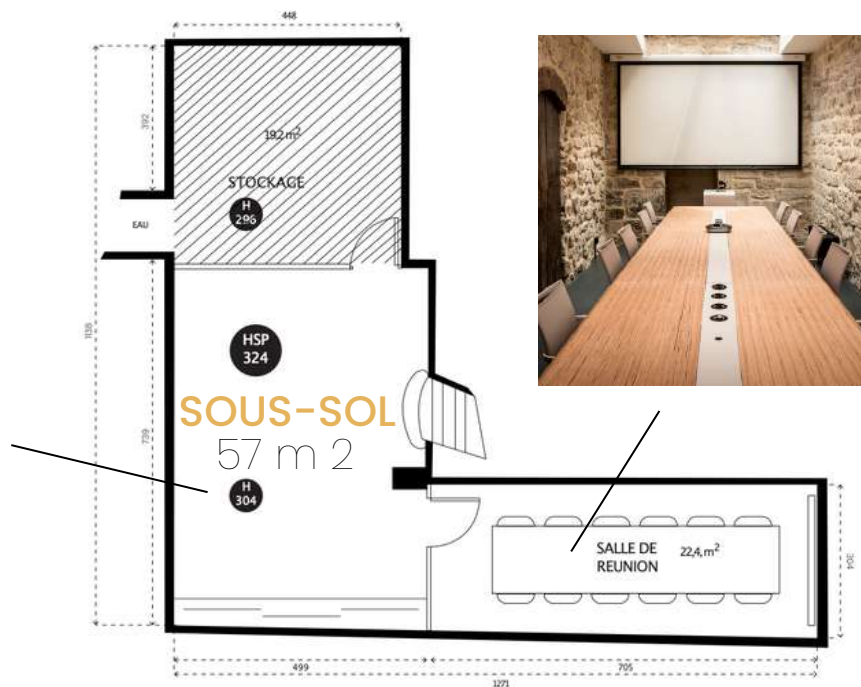 448
392
19,2 m²
STOCKAGE
H
296
EAU
1138
HSP
324
SOUS-SOL
57 m 2
739
H
304
SALLE DE
REUNION
22,4, m²
304
499
705
1271